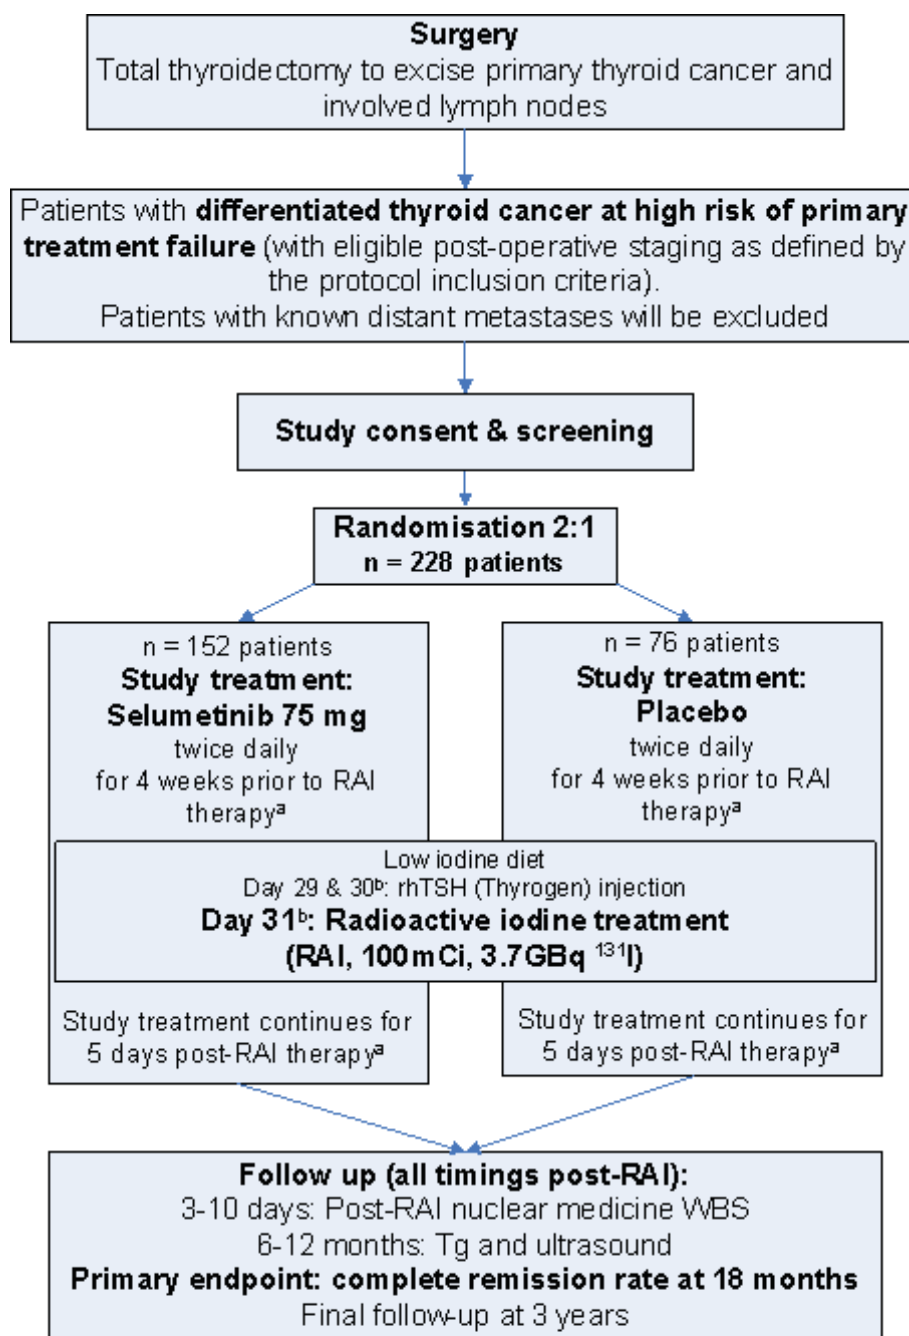 Surgery
Total thyroidectomy to excise primary thyroid cancer and
involved lymph nodes
Patients with differentiated thyroid cancer at high risk of primary
treatment failure (with eligible post-operative staging as defined by
the protocol inclusion criteria).
Patients with known distant metastases will be excluded
Study consent & screening
Randomisation 2:1
n = 228 patients
n = 152 patients
Study treatment:
Selumetinib 75 mg
twice daily
for 4 weeks prior to RAI
therapyᵃ
n = 76 patients
Study treatment:
Placebo
twice daily
for 4 weeks prior to RAI
therapyᵃ
Low iodine diet
Day 29 & 30ᵇ: rhTSH (Thyrogen) injection
Day 31ᵇ: Radioactive iodine treatment
(RAI, 100mCi, 3.7GBq ¹³¹I)
Study treatment continues for
5 days post-RAI therapyᵃ
Study treatment continues for
5 days post-RAI therapyᵃ
Follow up (all timings post-RAI):
3-10 days: Post-RAI nuclear medicine WBS
6-12 months: Tg and ultrasound
Primary endpoint: complete remission rate at 18 months
Final follow-up at 3 years